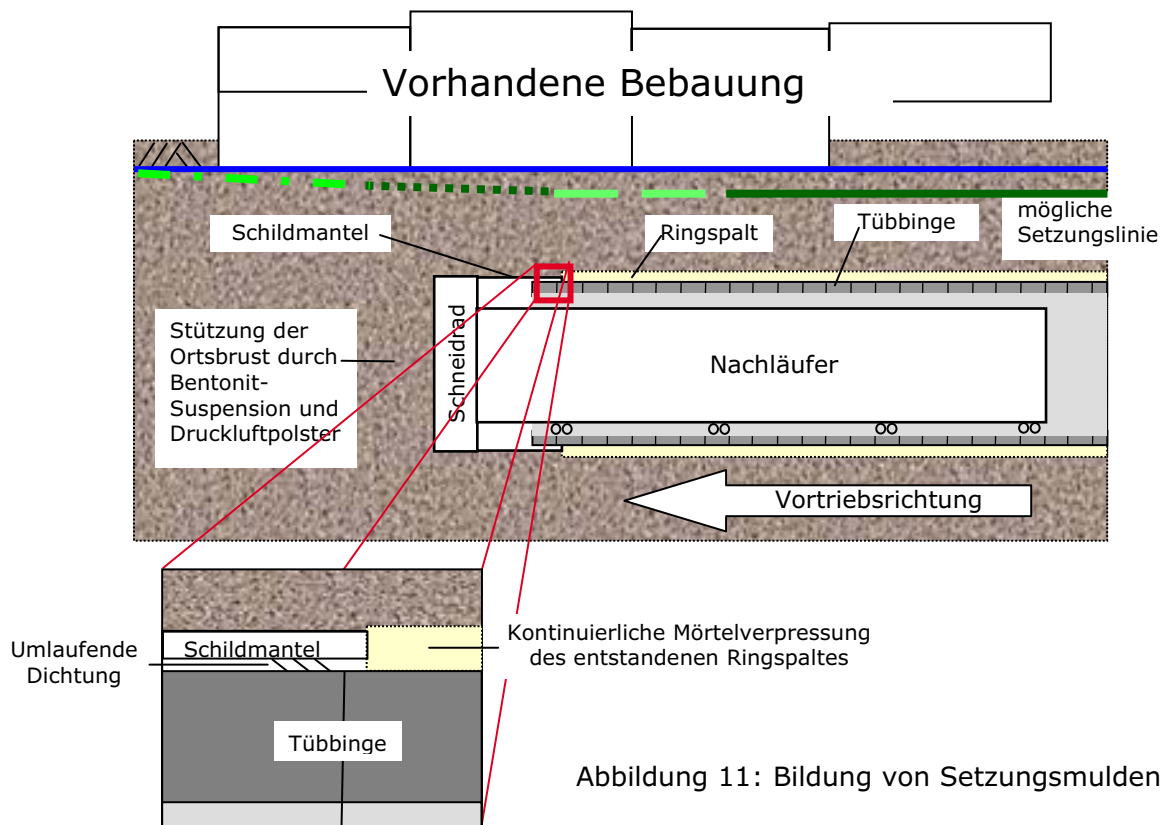 Vorhandene Bebauung
Schildmantel
Ringspalt
Tübbinge
mögliche
Setzungslinie
Stützung der
Ortsbrust durch
Bentonit-
Suspension und
Druckluftpolster
Schneidrad
Nachläufer
Vortriebsrichtung
Umlaufende
Dichtung
Schildmantel
Kontinuierliche Mörtelverpressung
des entstandenen Ringspaltes
Tübbinge
Abbildung 11: Bildung von Setzungsmulden